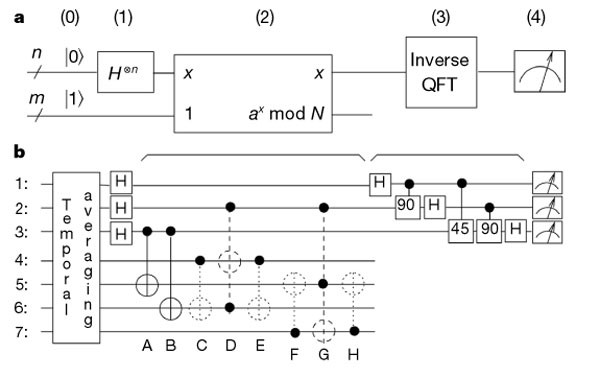 a (0) (1) (2) (3) (4)
n |0⟩ H⊗n x x Inverse QFT
m |1⟩ 1 aˣ mod N
b
Temporal averaging
1: H H
2: H 90 H
3: H 45 90 H
4:
5:
6:
7:
A B C D E F G H